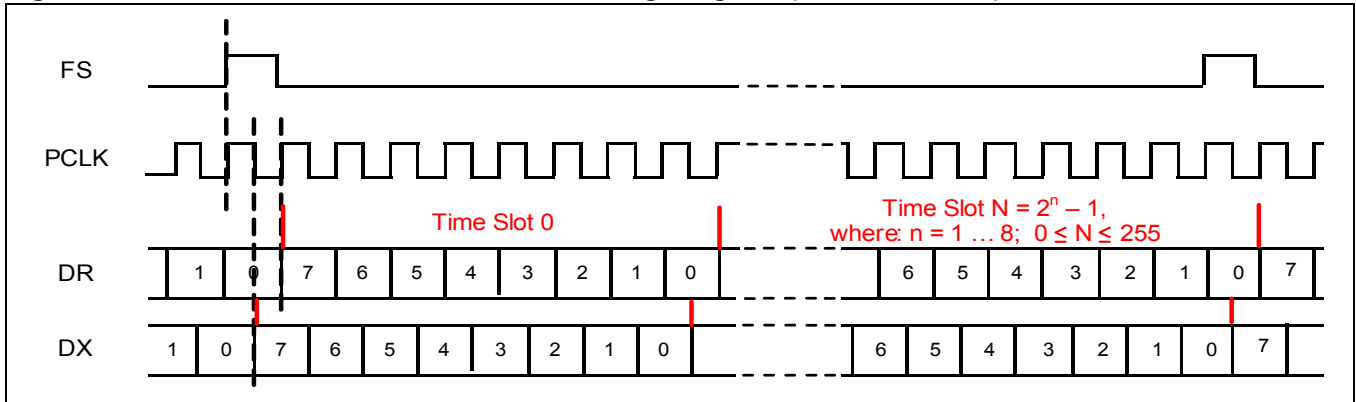 FS
PCLK
Time Slot 0
Time Slot N = 2ⁿ – 1,
where: n = 1 … 8; 0 ≤ N ≤ 255
DR 1 0 7 6 5 4 3 2 1 0 6 5 4 3 2 1 0 7
DX 1 0 7 6 5 4 3 2 1 0 6 5 4 3 2 1 0 7